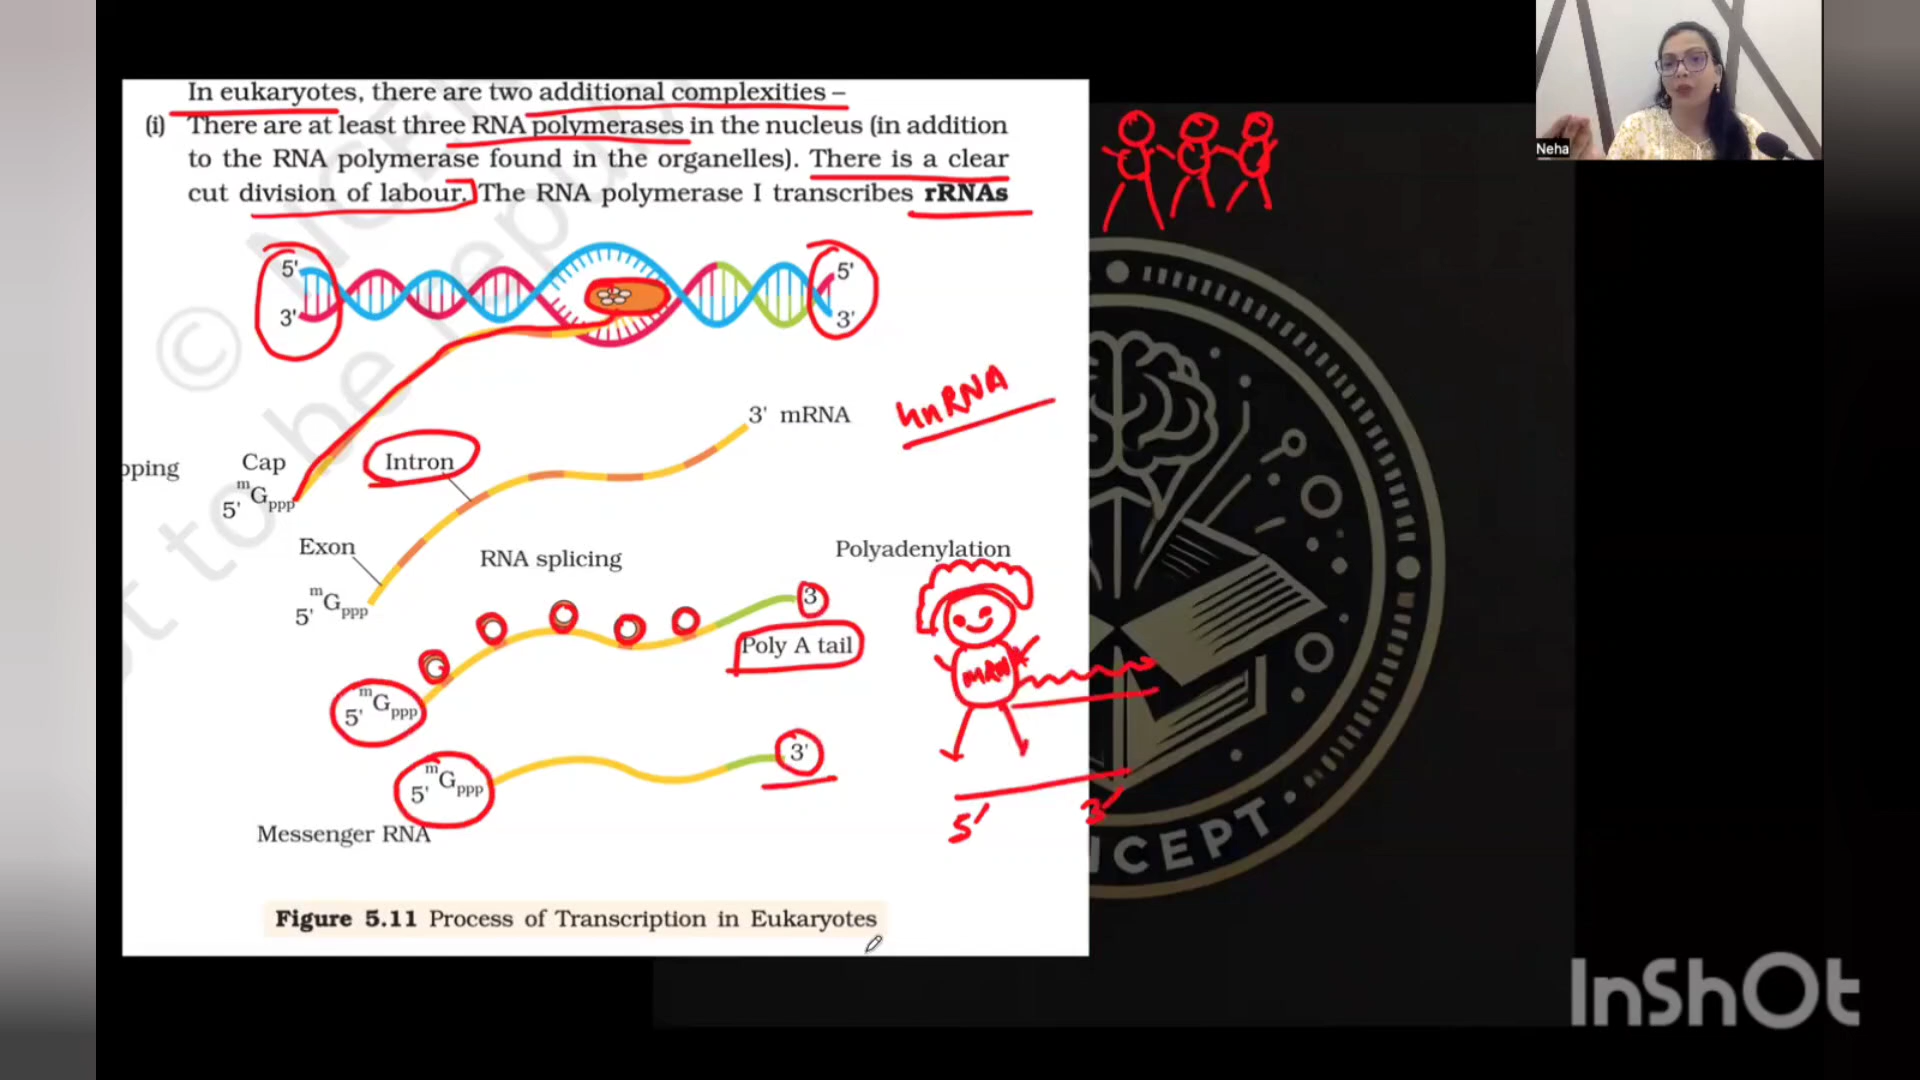 In eukaryotes, there are two additional complexities –
(i) There are at least three RNA polymerases in the nucleus (in addition
to the RNA polymerase found in the organelles). There is a clear
cut division of labour. The RNA polymerase I transcribes rRNAs
5' 5'
3' 3'
hnRNA
3' mRNA
Cap
Intron
mGppp
5'
Exon
RNA splicing
Polyadenylation
mGppp
5'
3
Poly A tail
mGppp
5'
3'
mGppp
5'
5' 3'
Messenger RNA
Figure 5.11 Process of Transcription in Eukaryotes
Neha
InShOt